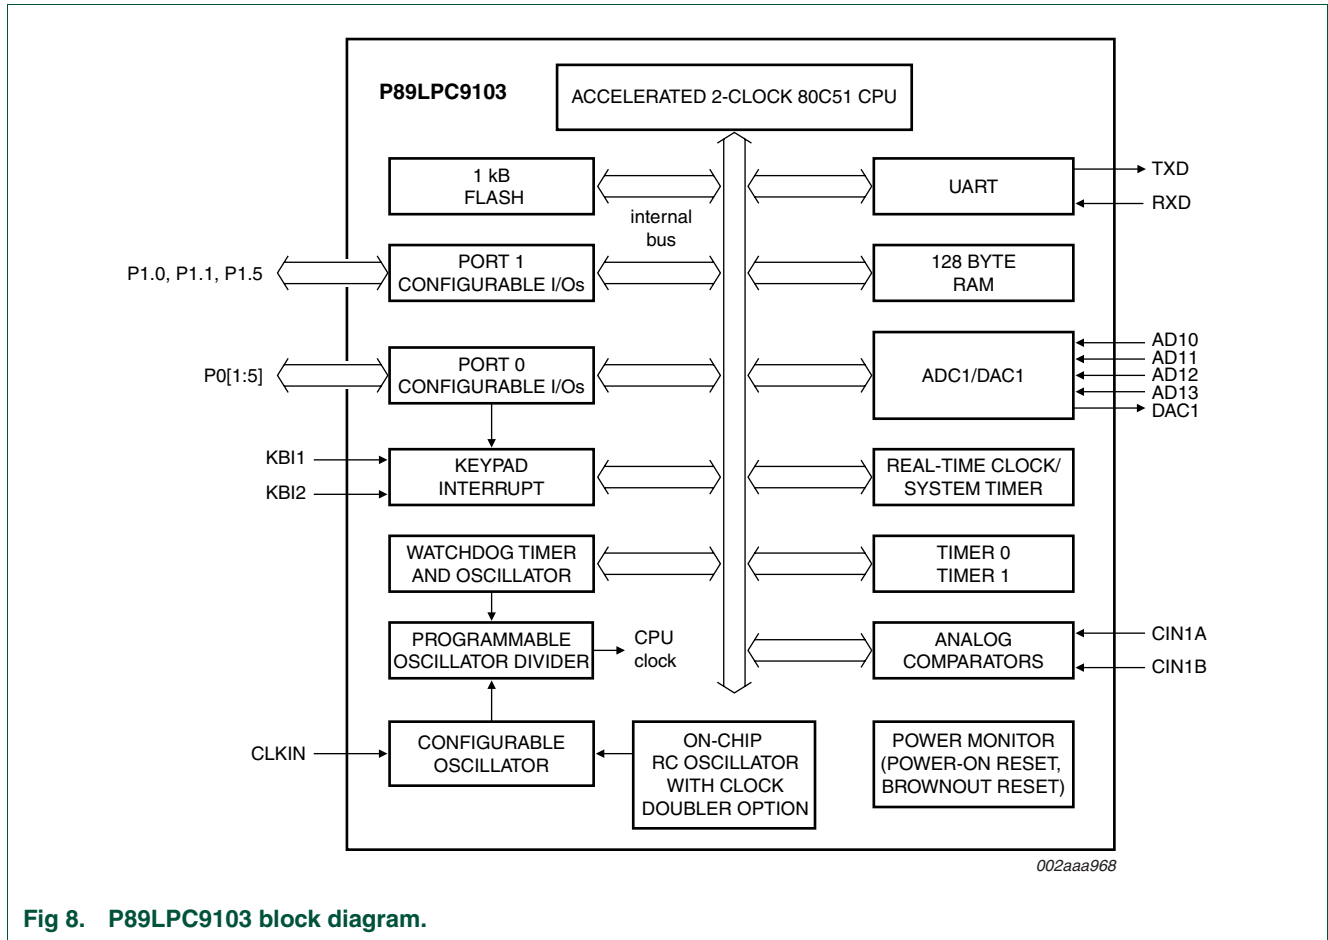 P89LPC9103
ACCELERATED 2-CLOCK 80C51 CPU
1 kB
FLASH
internal
bus
UART
TXD
RXD
P1.0, P1.1, P1.5
PORT 1
CONFIGURABLE I/Os
128 BYTE
RAM
P0[1:5]
PORT 0
CONFIGURABLE I/Os
ADC1/DAC1
AD10
AD11
AD12
AD13
DAC1
KBI1
KBI2
KEYPAD
INTERRUPT
REAL-TIME CLOCK/
SYSTEM TIMER
WATCHDOG TIMER
AND OSCILLATOR
TIMER 0
TIMER 1
PROGRAMMABLE
OSCILLATOR DIVIDER
CPU
clock
ANALOG
COMPARATORS
CIN1A
CIN1B
CLKIN
CONFIGURABLE
OSCILLATOR
ON-CHIP
RC OSCILLATOR
WITH CLOCK
DOUBLER OPTION
POWER MONITOR
(POWER-ON RESET,
BROWNOUT RESET)
002aaa968
Fig 8. P89LPC9103 block diagram.